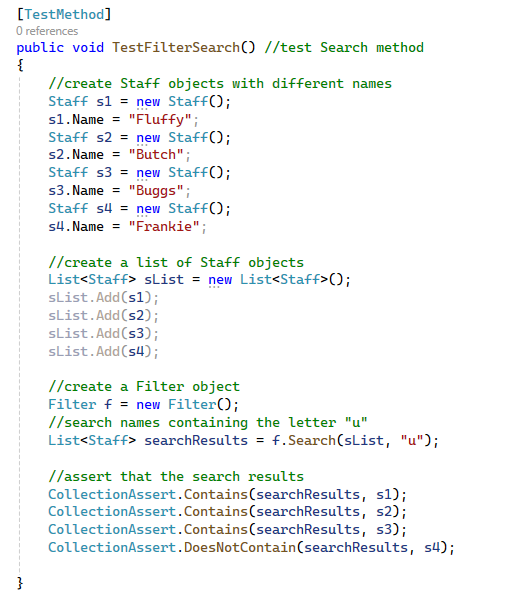 [TestMethod]
0 references
public void TestFilterSearch() //test Search method
{
    //create Staff objects with different names
    Staff s1 = new Staff();
    s1.Name = "Fluffy";
    Staff s2 = new Staff();
    s2.Name = "Butch";
    Staff s3 = new Staff();
    s3.Name = "Buggs";
    Staff s4 = new Staff();
    s4.Name = "Frankie";

    //create a list of Staff objects
    List<Staff> sList = new List<Staff>();
    sList.Add(s1);
    sList.Add(s2);
    sList.Add(s3);
    sList.Add(s4);

    //create a Filter object
    Filter f = new Filter();
    //search names containing the letter "u"
    List<Staff> searchResults = f.Search(sList, "u");

    //assert that the search results
    CollectionAssert.Contains(searchResults, s1);
    CollectionAssert.Contains(searchResults, s2);
    CollectionAssert.Contains(searchResults, s3);
    CollectionAssert.DoesNotContain(searchResults, s4);

}